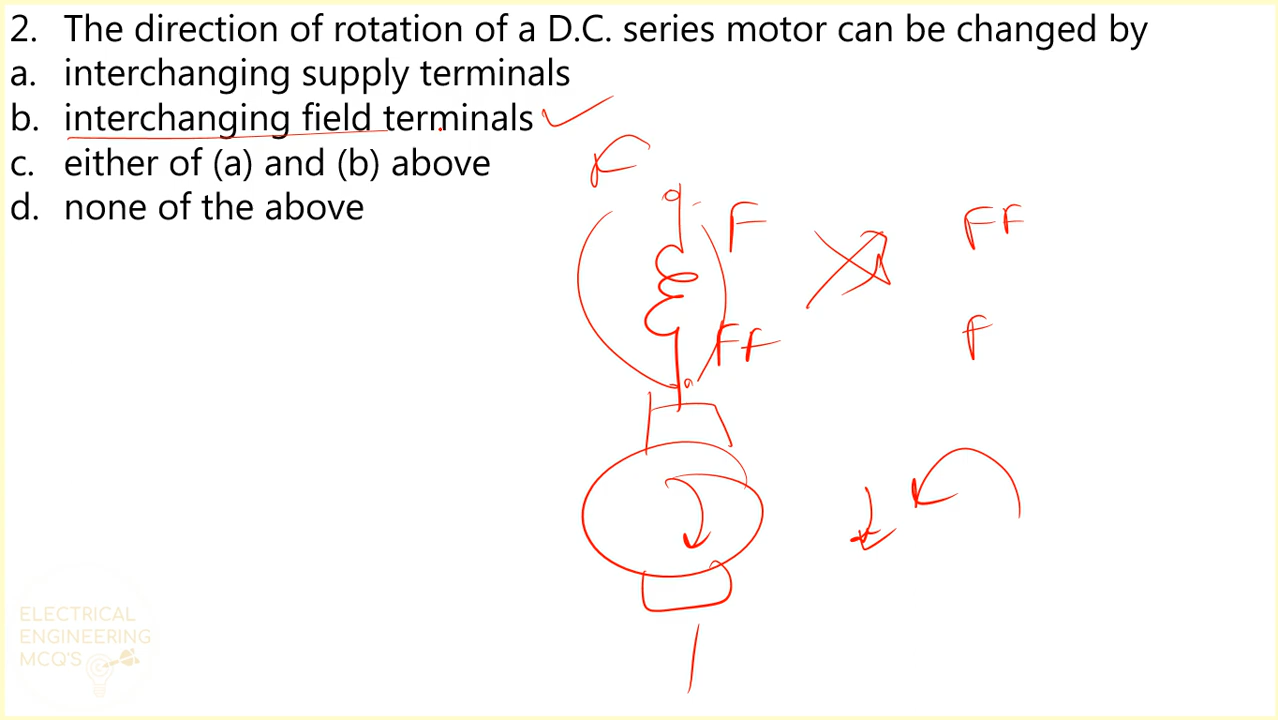 2. The direction of rotation of a D.C. series motor can be changed by
a. interchanging supply terminals
b. interchanging field terminals
c. either of (a) and (b) above
d. none of the above
F
FF
FF
F
ELECTRICAL
ENGINEERING
MCQ'S